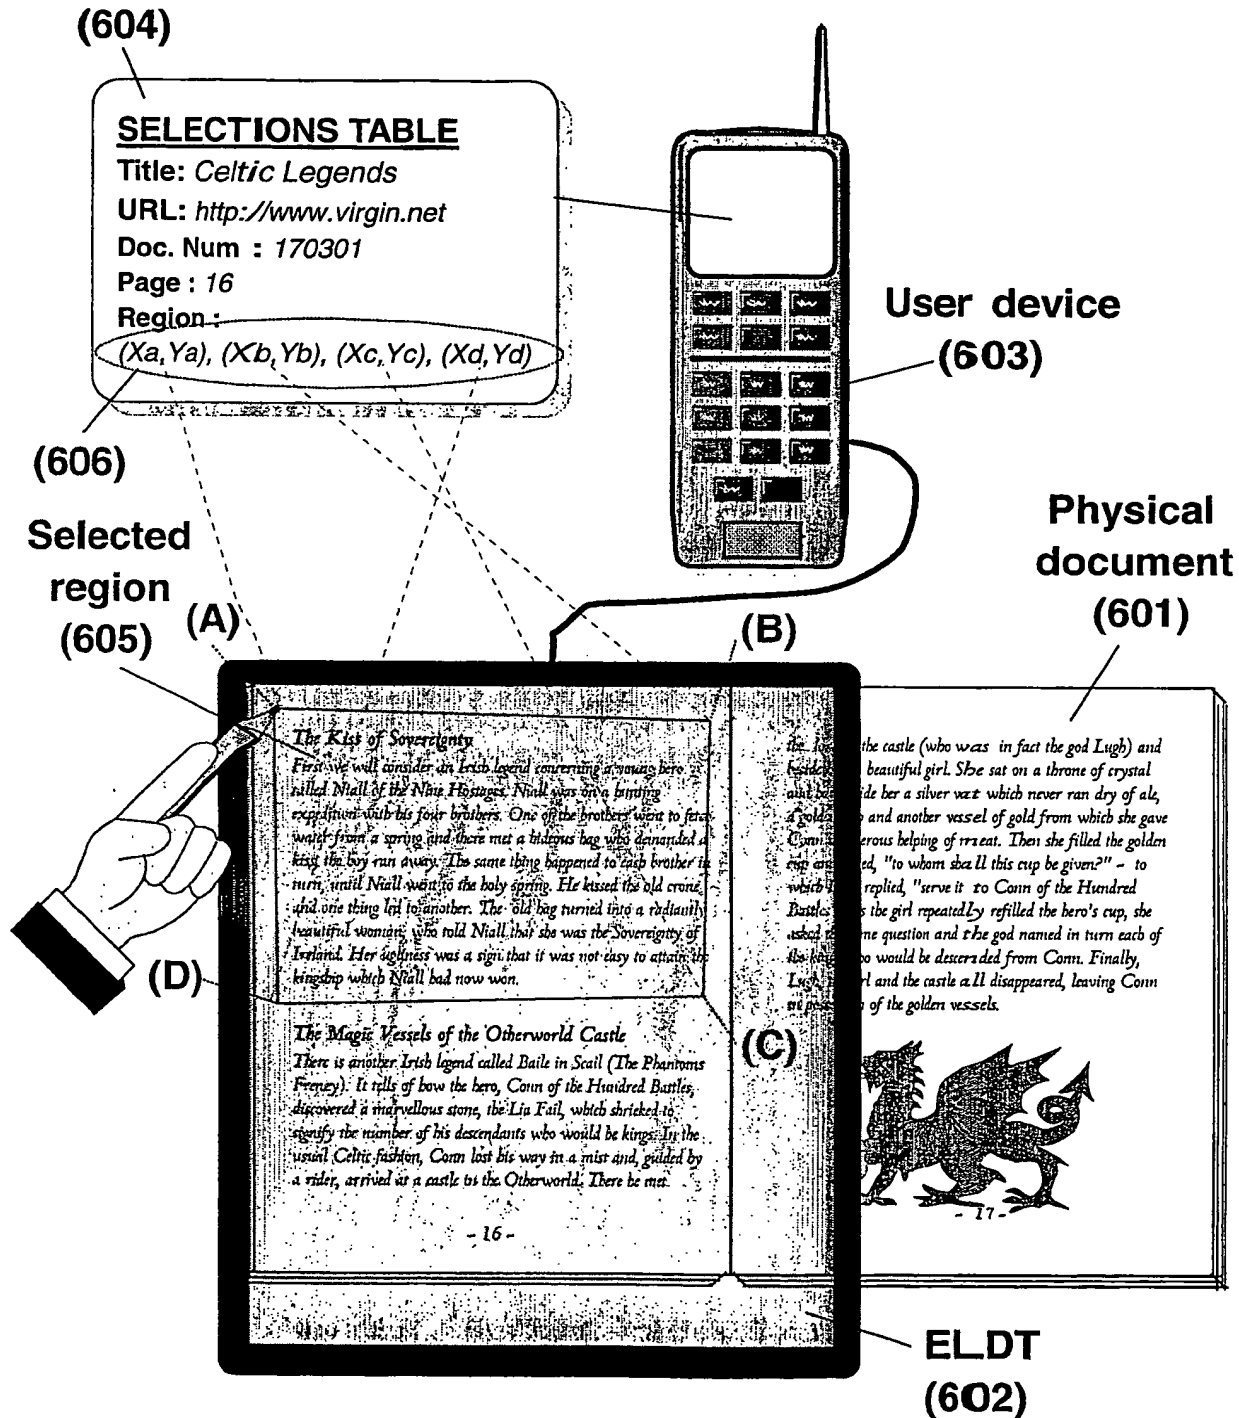 (604)
SELECTIONS TABLE
Title: Celtic Legends
URL: http://www.virgin.net
Doc. Num : 170301
Page : 16
Region :
(Xa,Ya), (Xb,Yb), (Xc,Yc), (Xd,Yd)
(606)
User device
(603)
Selected
region
(605)
(A)
(B)
Physical
document
(601)
The Kiss of Sovereignty
First we will consider an Irish legend concerning a young hero
called Niall of the Nine Hostages. Niall was on a hunting
expedition with his four brothers. One of the brothers went to fetch
water from a spring and there met a hideous hag who demanded a
kiss the boy run away. The same thing happened to each brother in
turn, until Niall went to the holy spring. He kissed the old crone,
and one thing led to another. The old hag turned into a radiantly
beautiful woman, who told Niall that she was the Sovereignty of
Ireland. Her ugliness was a sign that it was not easy to attain the
kingship which Niall had now won.
(D)
(C)
The Magic Vessels of the Otherworld Castle
There is another Irish legend called Baile in Scail (The Phantoms
Frenzy). It tells of how the hero, Conn of the Hundred Battles,
discovered a marvellous stone, the Lia Fail, which shrieked to
signify the number of his descendants who would be kings. In the
usual Celtic fashion, Conn lost his way in a mist and, guided by
a rider, arrived at a castle in the Otherworld. There he met
- 16 -
the castle (who was in fact the god Lugh) and
beautiful girl. She sat on a throne of crystal
ide her a silver vat which never ran dry of ale,
a gold and another vessel of gold from which she gave
Conn erous helping of meat. Then she filled the golden
cup an ed, "to whom shall this cup be given?" - to
which replied, "serve it to Conn of the Hundred
Battles s the girl repeatedly refilled the hero's cup, she
asked me question and the god named in turn each of
the ho would be descended from Conn. Finally,
Lugh, rl and the castle all disappeared, leaving Conn
of the golden vessels.
- 17 -
ELDT
(602)